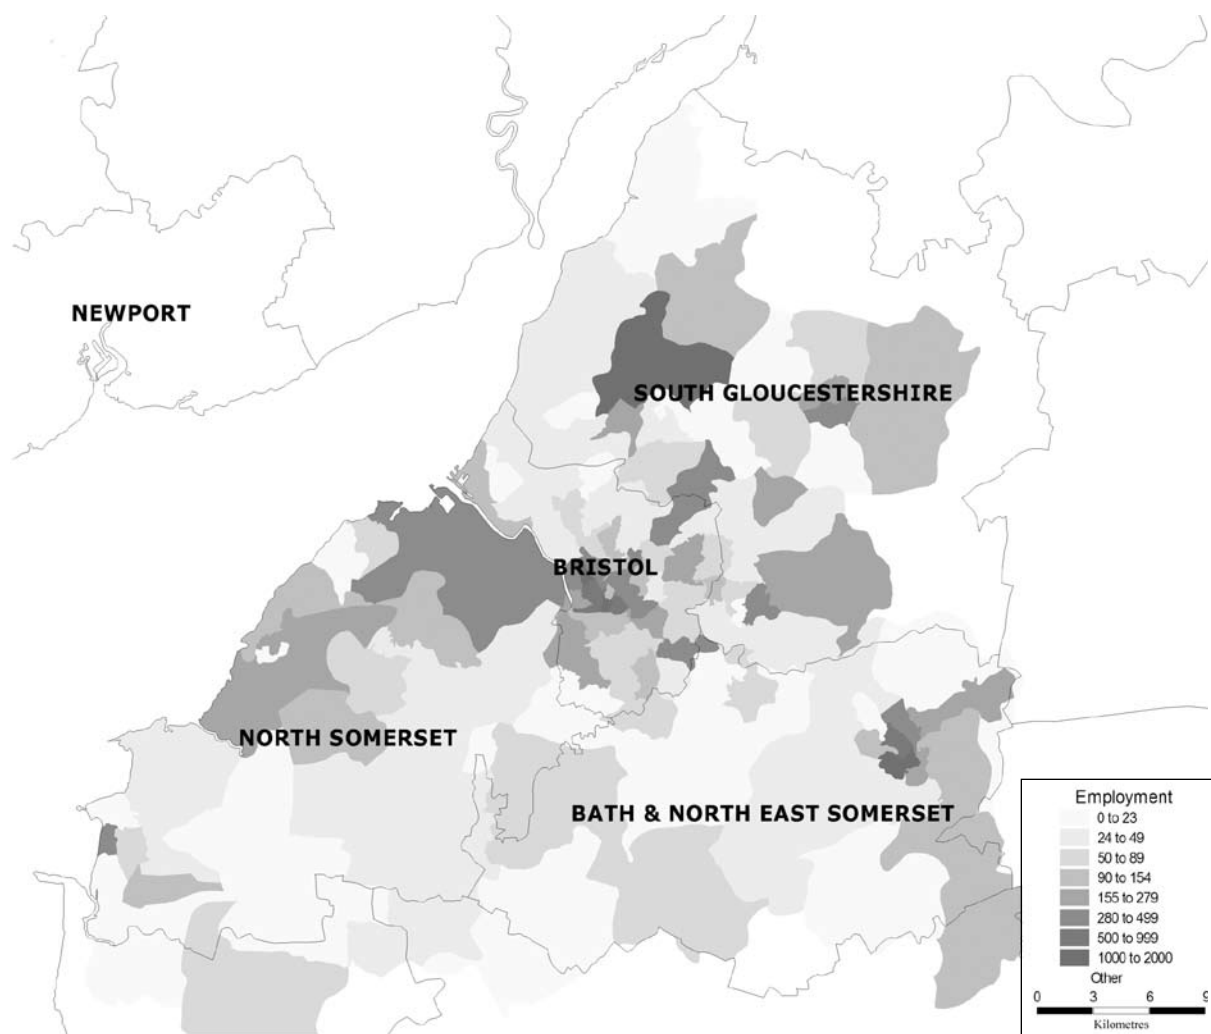 NEWPORT
SOUTH GLOUCESTERSHIRE
BRISTOL
NORTH SOMERSET
BATH & NORTH EAST SOMERSET
Employment
0 to 23
24 to 49
50 to 89
90 to 154
155 to 279
280 to 499
500 to 999
1000 to 2000
Other
0 3 6 9
Kilometres